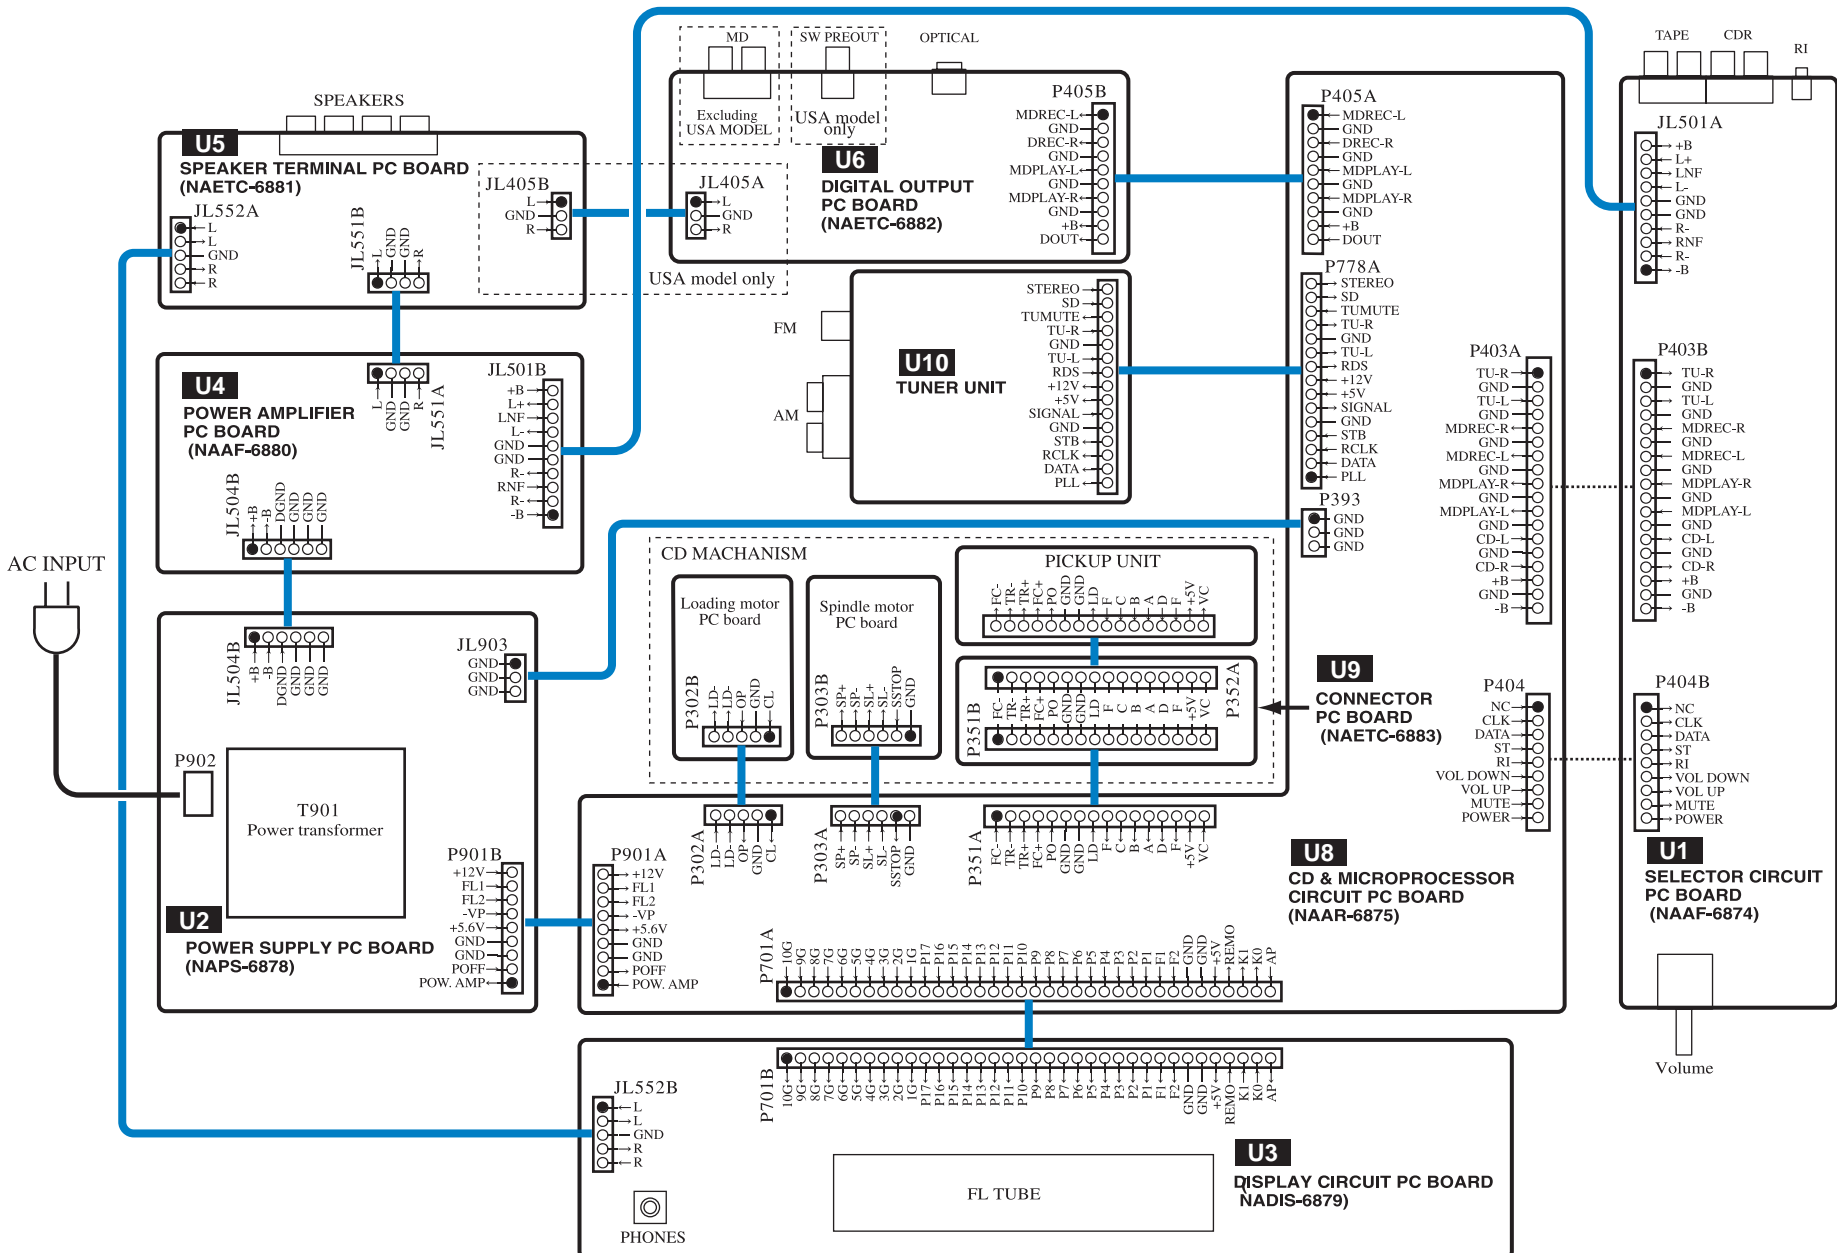 SPEAKERS
U5
SPEAKER TERMINAL PC BOARD
(NAETC-6881)
JL552A
L
L
GND
R
R
JL551B
L
GND
GND
R
JL405B
L
GND
R
JL405A
L
GND
R
USA model only
MD
Excluding
USA MODEL
SW PREOUT
USA model
only
OPTICAL
U6
DIGITAL OUTPUT
PC BOARD
(NAETC-6882)
P405B
MDREC-L
GND
DREC-R
GND
MDPLAY-L
GND
MDPLAY-R
GND
+B
DOUT
P405A
MDREC-L
GND
DREC-R
GND
MDPLAY-L
GND
MDPLAY-R
GND
+B
DOUT
TAPE
CDR
RI
JL501A
+B
L+
LNF
L-
GND
GND
R-
RNF
R-
-B
U4
POWER AMPLIFIER
PC BOARD
(NAAF-6880)
L
GND
GND
R
JL551A
JL501B
+B
L+
LNF
L-
GND
GND
R-
RNF
R-
-B
JL504B
+B
-B
DGND
GND
GND
GND
FM
AM
U10
TUNER UNIT
STEREO
SD
TUMUTE
TU-R
GND
TU-L
RDS
+12V
+5V
SIGNAL
GND
STB
RCLK
DATA
PLL
P778A
STEREO
SD
TUMUTE
TU-R
GND
TU-L
RDS
+12V
+5V
SIGNAL
GND
STB
RCLK
DATA
PLL
P393
GND
GND
GND
P403A
TU-R
GND
TU-L
GND
MDREC-R
GND
MDREC-L
GND
MDPLAY-R
GND
MDPLAY-L
GND
CD-L
GND
CD-R
+B
GND
-B
P403B
TU-R
GND
TU-L
GND
MDREC-R
GND
MDREC-L
GND
MDPLAY-R
GND
MDPLAY-L
GND
CD-L
GND
CD-R
+B
GND
-B
AC INPUT
JL504B
+B
-B
DGND
GND
GND
GND
JL903
GND
GND
GND
P902
T901
Power transformer
U2
POWER SUPPLY PC BOARD
(NAPS-6878)
P901B
+12V
FL1
FL2
-VP
+5.6V
GND
GND
POFF
POW. AMP
P901A
+12V
FL1
FL2
-VP
+5.6V
GND
GND
POFF
POW. AMP
CD MACHANISM
Loading motor
PC board
P302B
LD-
LD-
OP
GND
CL
Spindle motor
PC board
P303B
SP+
SP-
SL+
SL-
SSTOP
GND
PICKUP UNIT
FC-
TR-
TR+
FC+
PO
GND
GND
LD
F
C
B
A
D
F
+5V
VC
P351B
FC-
TR-
TR+
FC+
PO
GND
GND
LD
F
C
B
A
D
F
+5V
VC
P352A
U9
CONNECTOR
PC BOARD
(NAETC-6883)
P302A
LD-
LD-
OP
GND
CL
P303A
SP+
SP-
SL+
SL-
SSTOP
GND
P351A
FC-
TR-
TR+
FC+
PO
GND
GND
LD
F
C
B
A
D
F
+5V
VC
P404
NC
CLK
DATA
ST
RI
VOL DOWN
VOL UP
MUTE
POWER
P404B
NC
CLK
DATA
ST
RI
VOL DOWN
VOL UP
MUTE
POWER
U8
CD & MICROPROCESSOR
CIRCUIT PC BOARD
(NAAR-6875)
U1
SELECTOR CIRCUIT
PC BOARD
(NAAF-6874)
Volume
P701A
10G
9G
8G
7G
6G
5G
4G
3G
2G
1G
P17
P16
P15
P14
P13
P12
P11
P10
P9
P8
P7
P6
P5
P4
P3
P2
P1
F1
F2
GND
GND
+5V
REMO
K1
K0
AP
P701B
10G
9G
8G
7G
6G
5G
4G
3G
2G
1G
P17
P16
P15
P14
P13
P12
P11
P10
P9
P8
P7
P6
P5
P4
P3
P2
P1
F1
F2
GND
GND
+5V
REMO
K1
K0
AP
JL552B
L
L
GND
R
R
PHONES
FL TUBE
U3
DISPLAY CIRCUIT PC BOARD
(NADIS-6879)